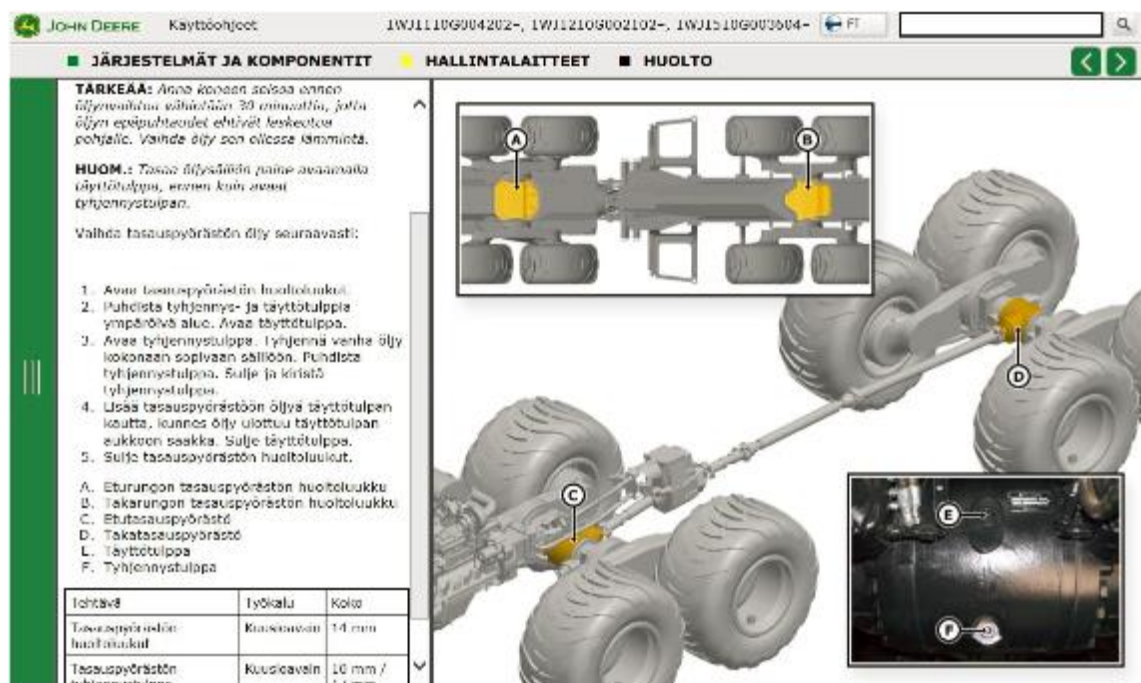 JOHN DEERE Käyttöohjeet 1WJ1110G004202-, 1WJ1210G002102-, 1WJ1510G003604- FI
JÄRJESTELMÄT JA KOMPONENTIT HALLINTALAITTEET HUOLTO
TÄRKEÄÄ: Anna koneen seisoa ennen
öljynvaihtoa vähintään 30 minuuttia, jotta
öljyn epäpuhtaudet ehtivät laskeutua
pohjalle. Vaihda öljy sen ollessa lämmintä.
HUOM.: Tasaa öljysäiliön paine avaamalla
täyttötulppa, ennen kuin avaat
tyhjennystulpan.
Vaihda tasauspyörästön öljy seuraavasti:
1. Avaa tasauspyörästön huoltoluukut.
2. Puhdista tyhjennys- ja täyttötulppia
ympäröivä alue. Avaa täyttötulppa.
3. Avaa tyhjennystulppa. Tyhjennä vanha öljy
kokonaan sopivaan säiliöön. Puhdista
tyhjennystulppa. Sulje ja kiristä
tyhjennystulppa.
4. Lisää tasauspyörästöön öljyä täyttötulpan
kautta, kunnes öljy ulottuu täyttötulpan
aukkoon saakka. Sulje täyttötulppa.
5. Sulje tasauspyörästön huoltoluukut.
A. Eturungon tasauspyörästön huoltoluukku
B. Takarungon tasauspyörästön huoltoluukku
C. Etutasauspyörästö
D. Takatasauspyörästö
E. Täyttötulppa
F. Tyhjennystulppa
Tehtävä Työkalu Koko
Tasauspyörästön Kuusioavain 14 mm
huoltoluukut
Tasauspyörästön Kuusioavain 10 mm /
A
B
C
D
E
F